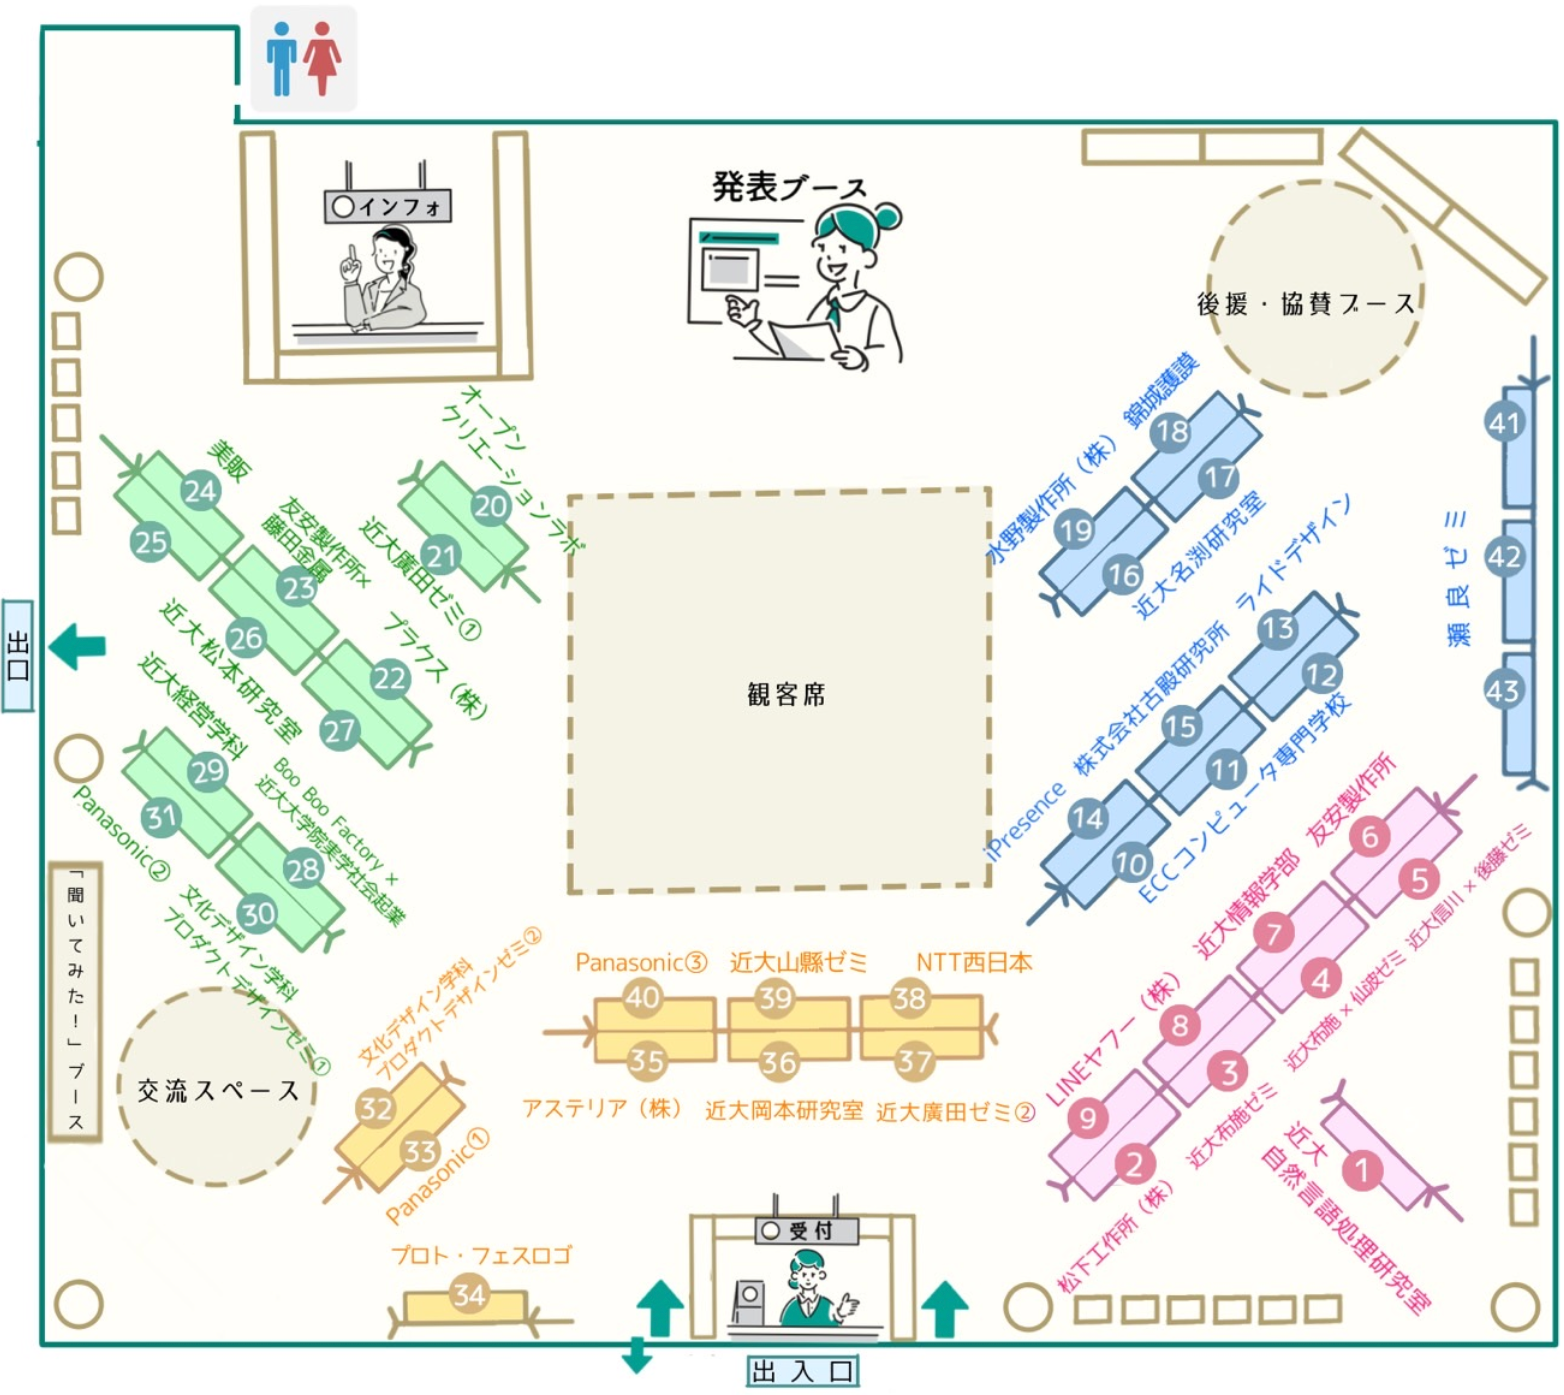 インフォ
発表ブース
後援・協賛ブース
オープン
クリエーションラボ
20
21
近大廣田ゼミ①
美販
24
25
友安製作所×
藤田金属
23
26
近大松本研究室
プラクス（株）
22
27
近大経営学科
29
31
Panasonic②
Boo Boo Factory ×
近大大学院実学社会起業
28
30
文化デザイン学科
プロダクトデザインゼミ①
出口
「聞いてみた！」ブース
交流スペース
観客席
錦城護謨
18
17
水野製作所（株）
19
16
近大名渕研究室
ライドデザイン
13
12
株式会社古殿研究所
15
11
iPresence
14
10
ECCコンピュータ専門学校
41
42
43
瀬良ゼミ
友安製作所
6
5
近大信川×後藤ゼミ
近大情報学部
7
4
近大布施×仙波ゼミ
LINEヤフー（株）
8
3
近大布施ゼミ
9
2
松下工作所（株）
近大
自然言語処理研究室
1
文化デザイン学科
プロダクトデザインゼミ②
32
33
Panasonic①
Panasonic③ 近大山縣ゼミ NTT西日本
40 39 38
35 36 37
アステリア（株） 近大岡本研究室 近大廣田ゼミ②
プロト・フェスロゴ
34
受付
出入口